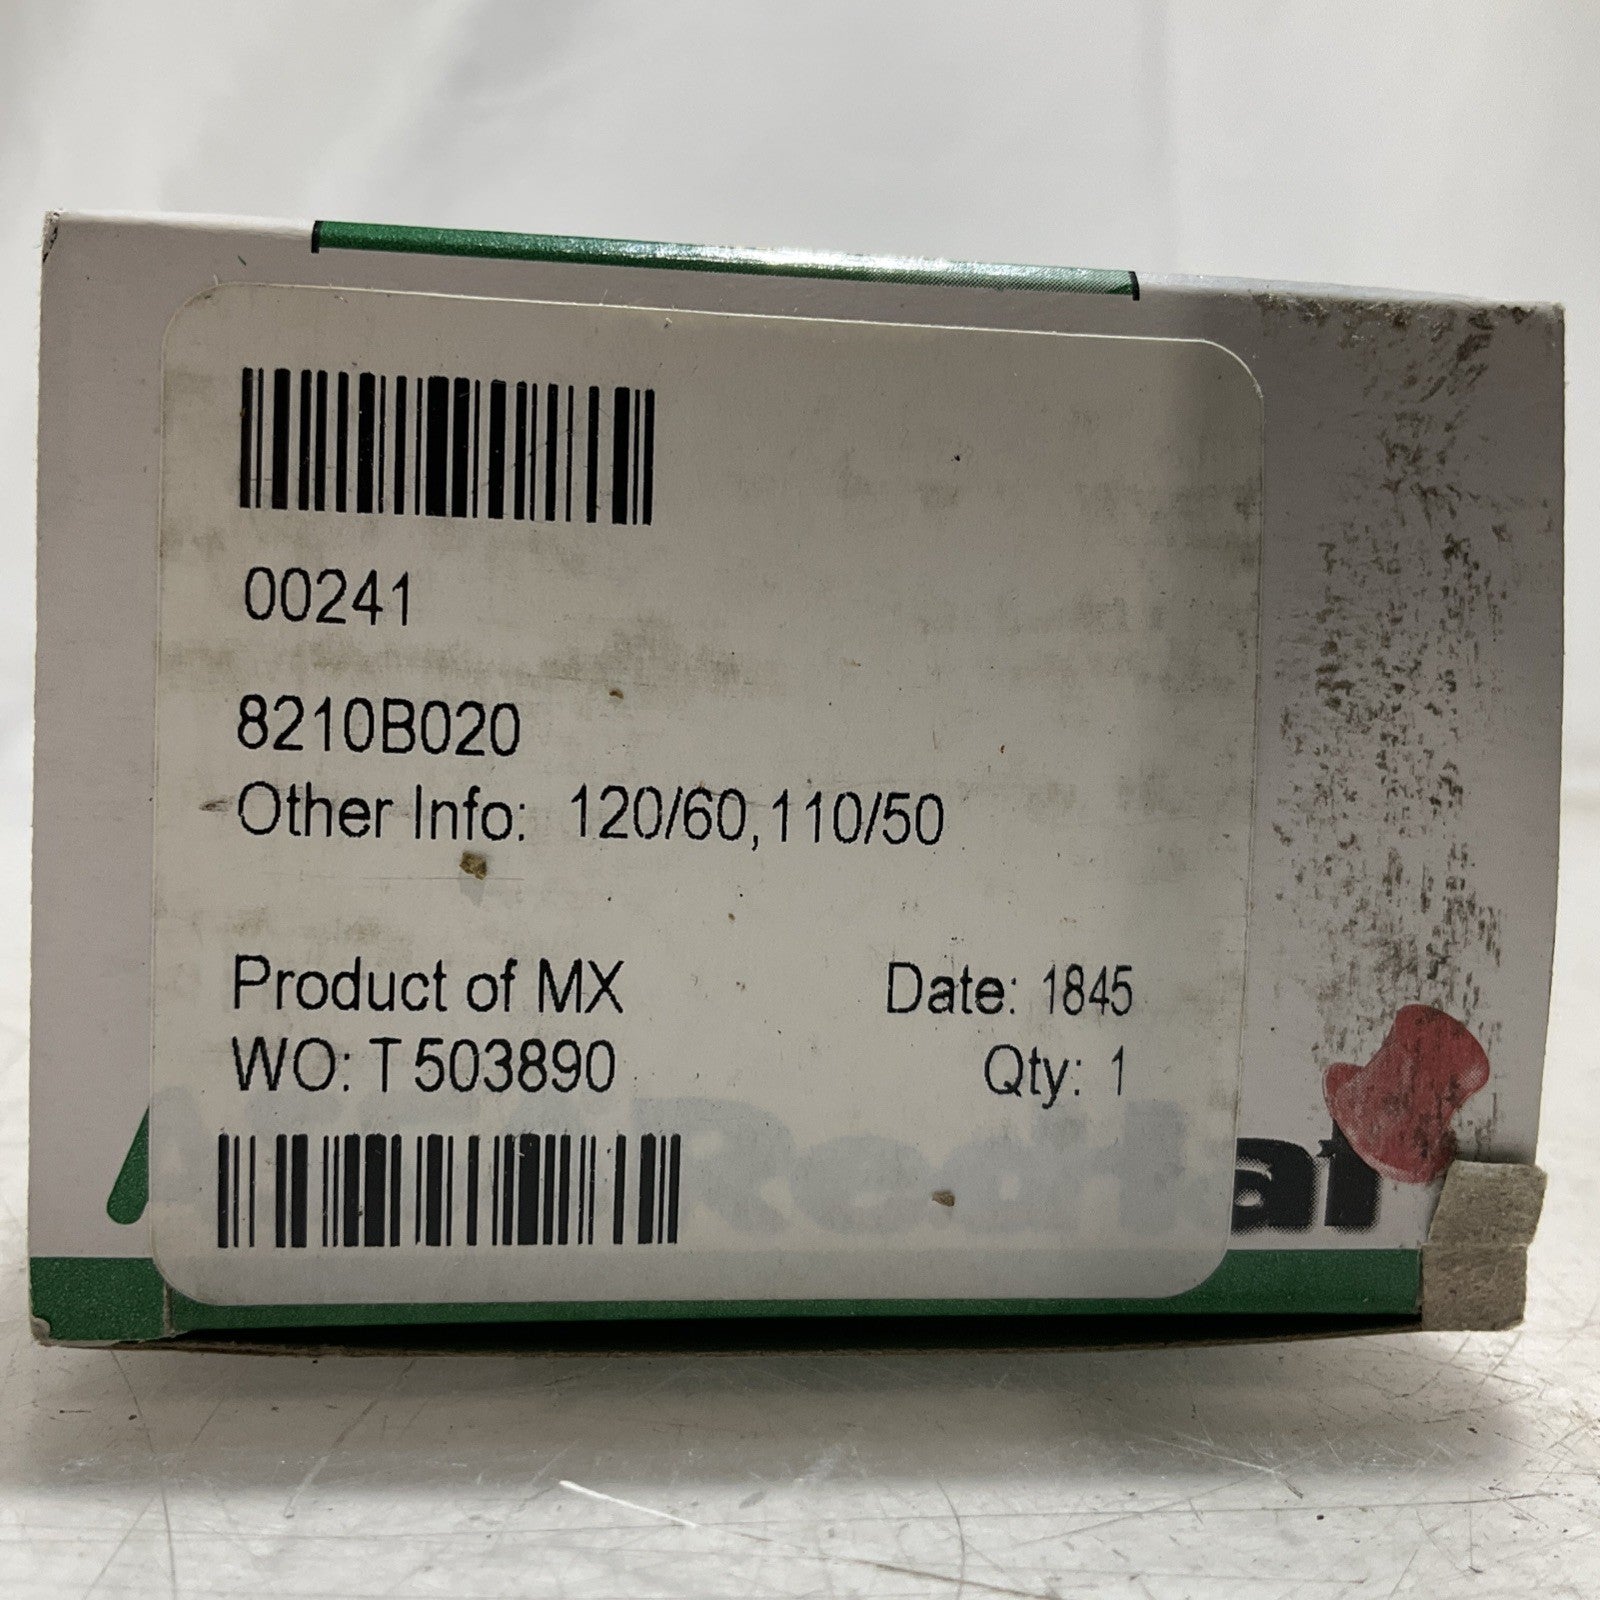 00241
8210B020
Other Info: 120/60,110/50
Product of MX
Date: 1845
WO: T 503890
Qty: 1